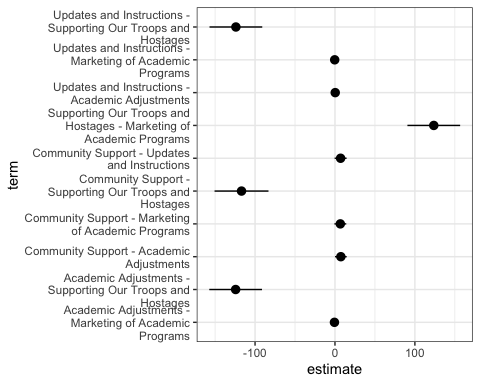 Updates and Instructions -
Supporting Our Troops and
Hostages
Updates and Instructions -
Marketing of Academic
Programs
Updates and Instructions -
Academic Adjustments
Supporting Our Troops and
Hostages - Marketing of
Academic Programs
Community Support - Updates
and Instructions
Community Support -
Supporting Our Troops and
Hostages
Community Support - Marketing
of Academic Programs
Community Support - Academic
Adjustments
Academic Adjustments -
Supporting Our Troops and
Hostages
Academic Adjustments -
Marketing of Academic
Programs
term
-100
0
100
estimate